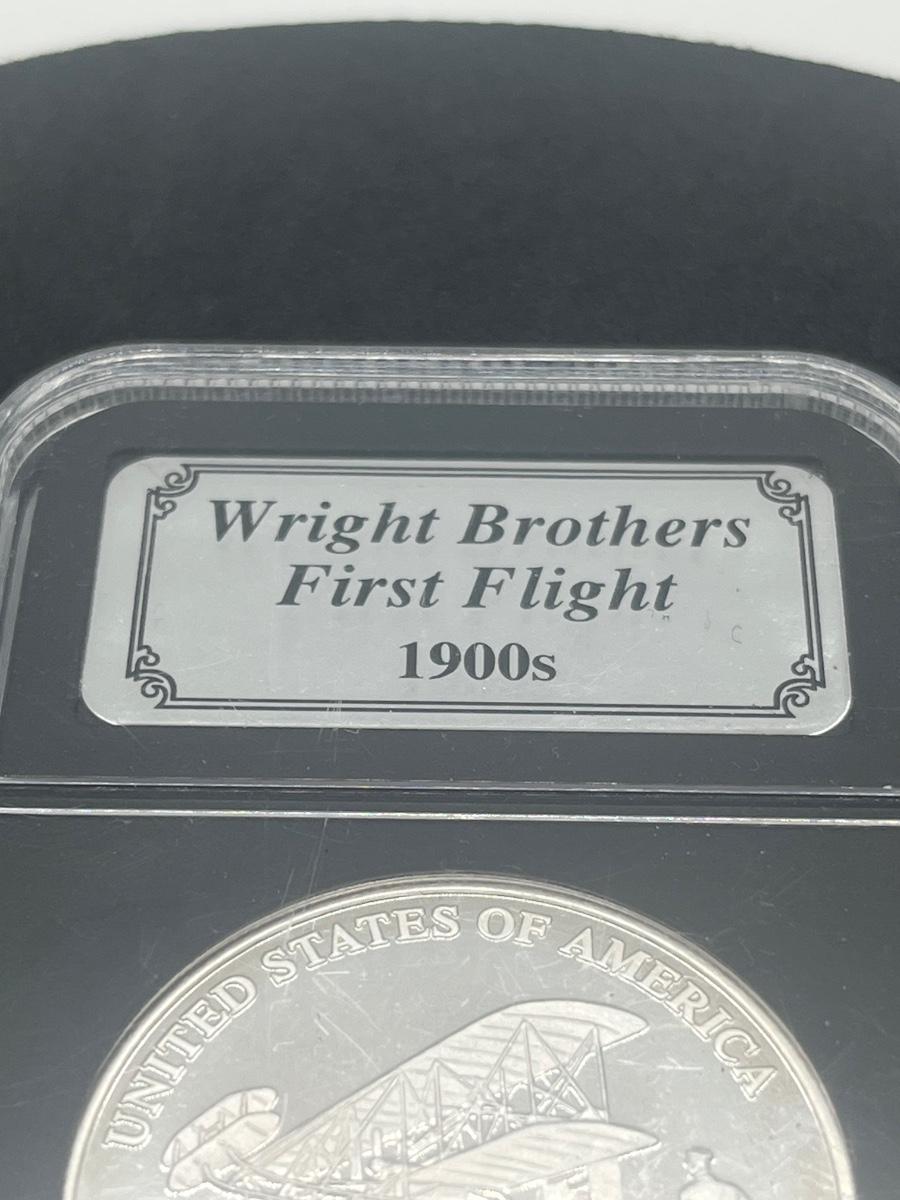 Wright Brothers
First Flight
1900s
UNITED STATES OF AMERICA